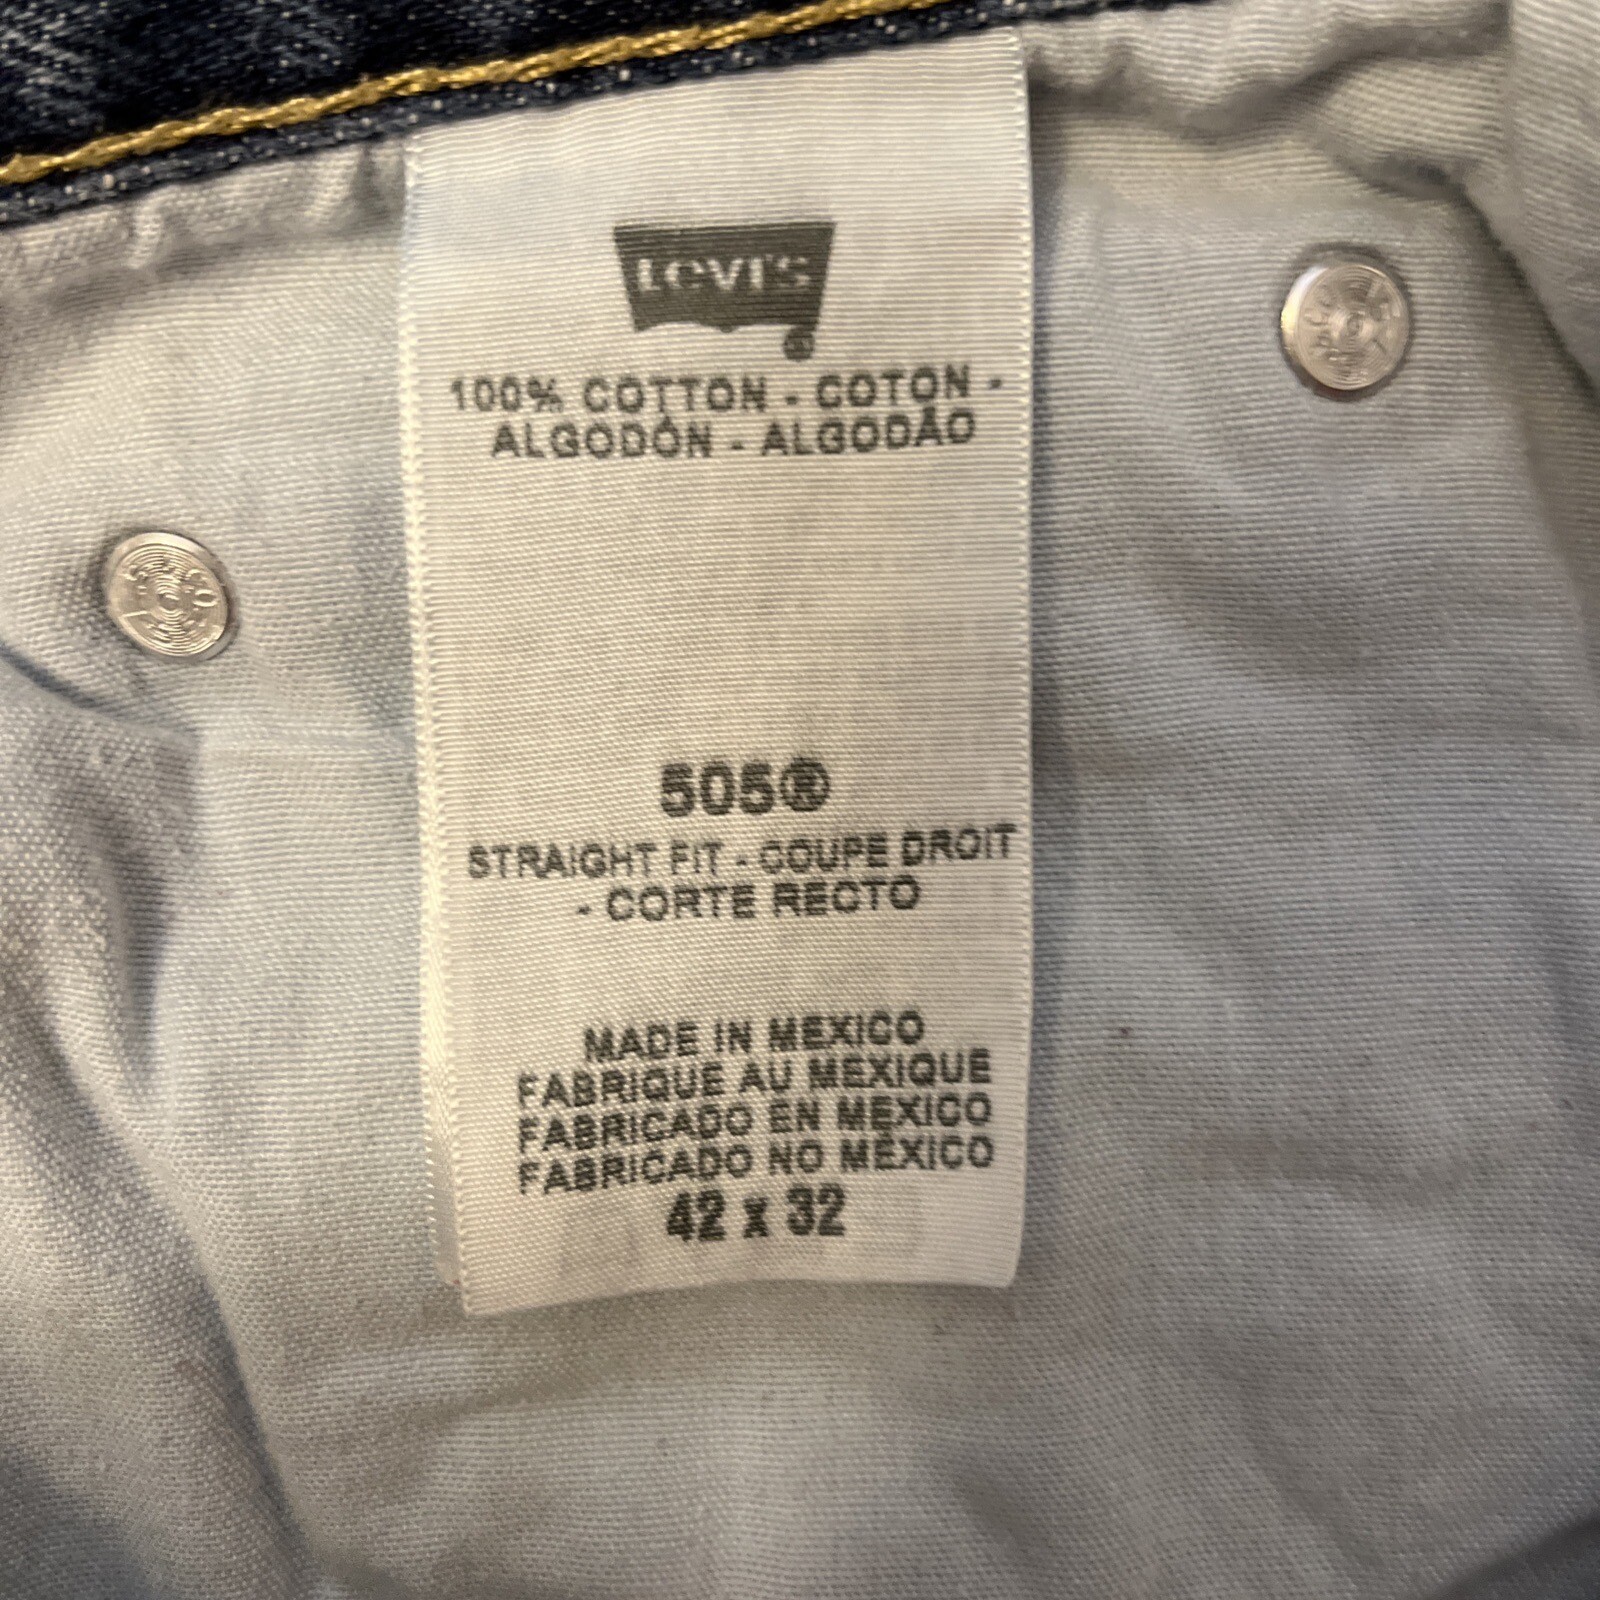 LEVI'S
®
100% COTTON - COTON -
ALGODÓN - ALGODÃO
505®
STRAIGHT FIT - COUPE DROIT
- CORTE RECTO
MADE IN MEXICO
FABRIQUE AU MEXIQUE
FABRICADO EN MEXICO
FABRICADO NO MÉXICO
42 x 32